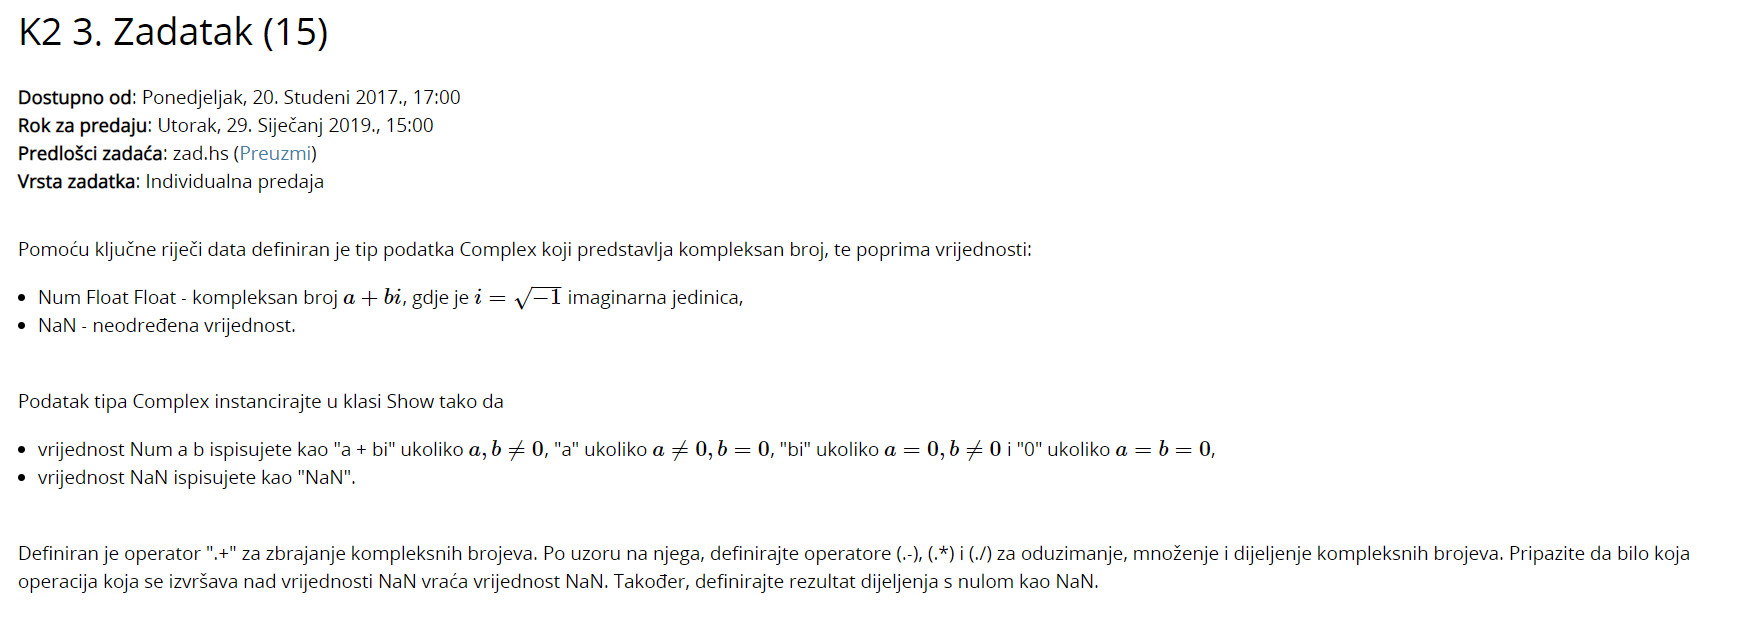 K2 3. Zadatak (15)
Dostupno od: Ponedjeljak, 20. Studeni 2017., 17:00
Rok za predaju: Utorak, 29. Siječanj 2019., 15:00
Predlošci zadaća: zad.hs (Preuzmi)
Vrsta zadatka: Individualna predaja
Pomoću ključne riječi data definiran je tip podatka Complex koji predstavlja kompleksan broj, te poprima vrijednosti:
• Num Float Float - kompleksan broj a + bi, gdje je i = √−1 imaginarna jedinica,
• NaN - neodređena vrijednost.
Podatak tipa Complex instancirajte u klasi Show tako da
• vrijednost Num a b ispisujete kao "a + bi" ukoliko a, b ≠ 0, "a" ukoliko a ≠ 0, b = 0, "bi" ukoliko a = 0, b ≠ 0 i "0" ukoliko a = b = 0,
• vrijednost NaN ispisujete kao "NaN".
Definiran je operator ".+" za zbrajanje kompleksnih brojeva. Po uzoru na njega, definirajte operatore (.-), (.*) i (./) za oduzimanje, množenje i dijeljenje kompleksnih brojeva. Pripazite da bilo koja
operacija koja se izvršava nad vrijednosti NaN vraća vrijednost NaN. Također, definirajte rezultat dijeljenja s nulom kao NaN.